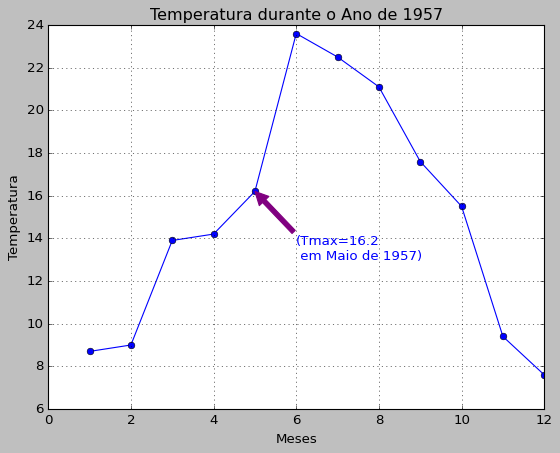 Temperatura durante o Ano de 1957
24
22
20
18
16
14
12
10
8
6
Temperatura
(Tmax=16.2
em Maio de 1957)
0 2 4 6 8 10 12
Meses